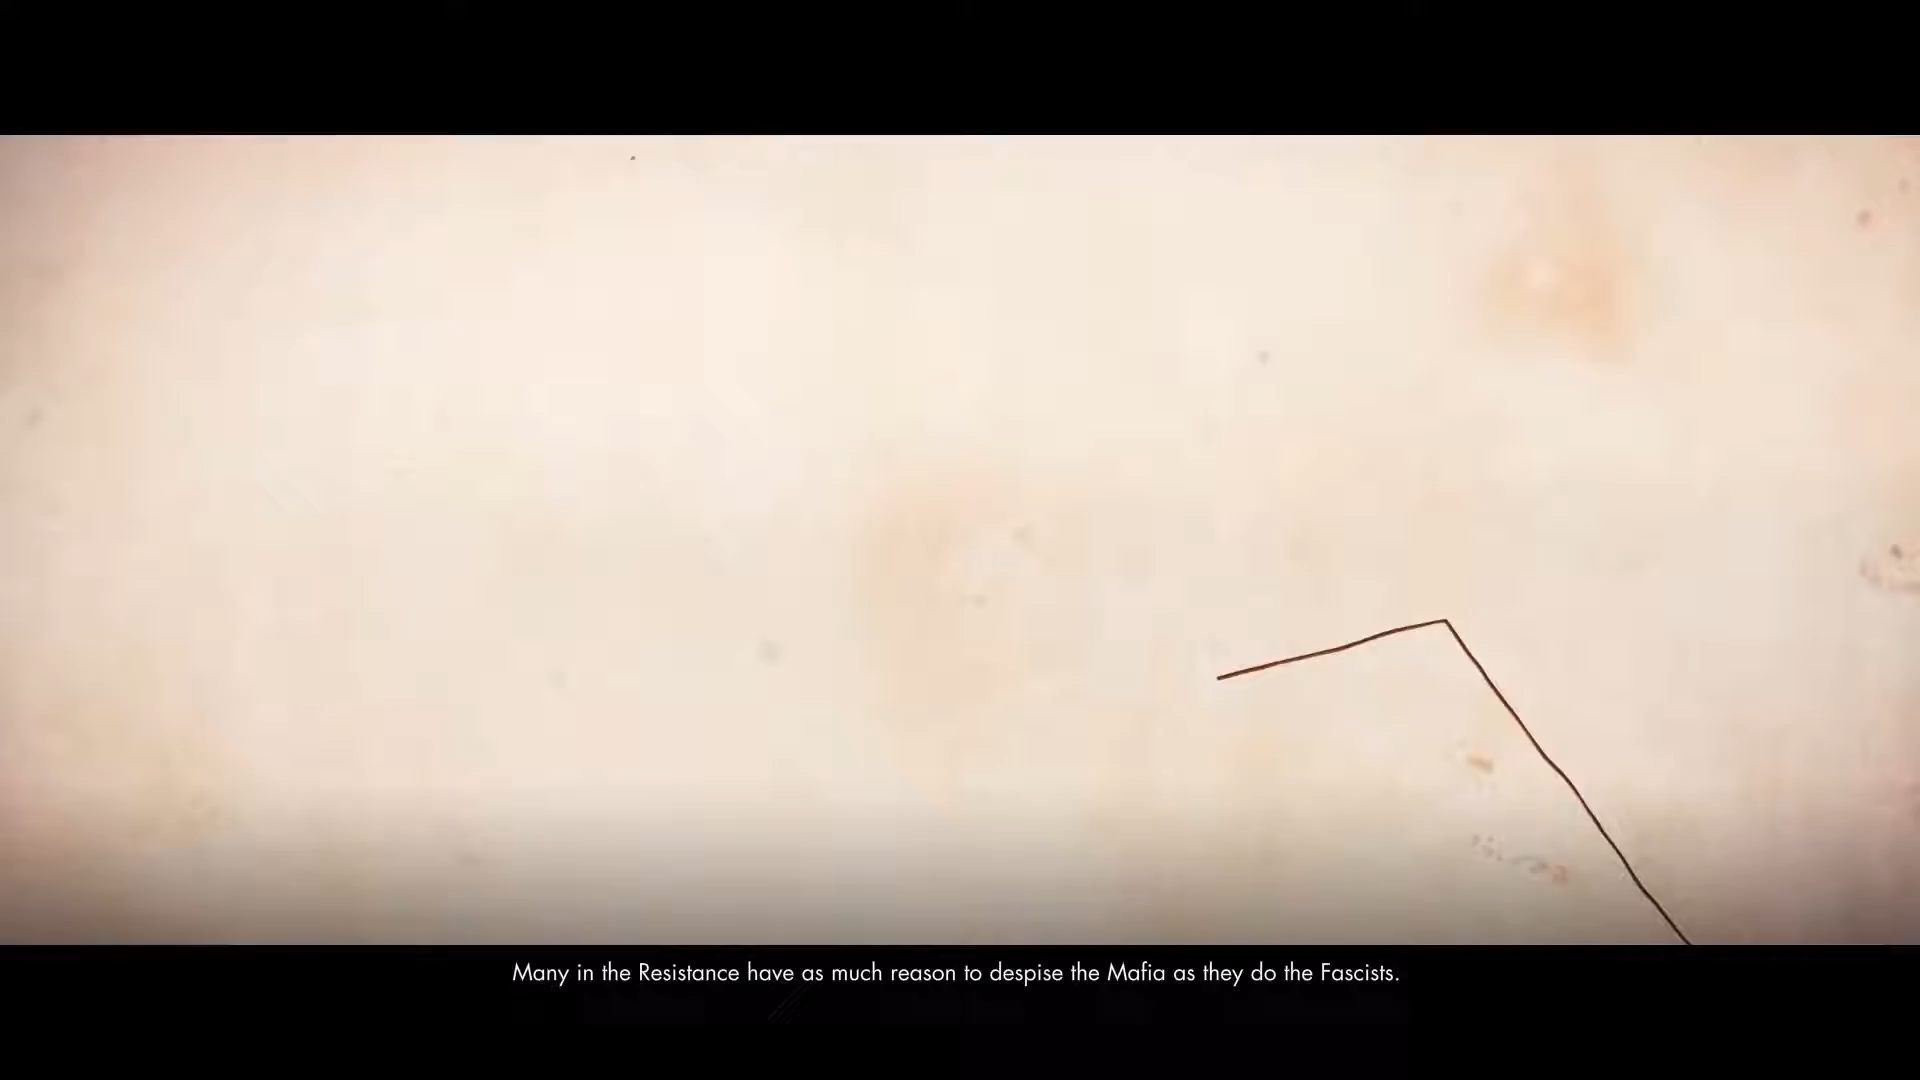 Many in the Resistance have as much reason to despise the Mafia as they do the Fascists.